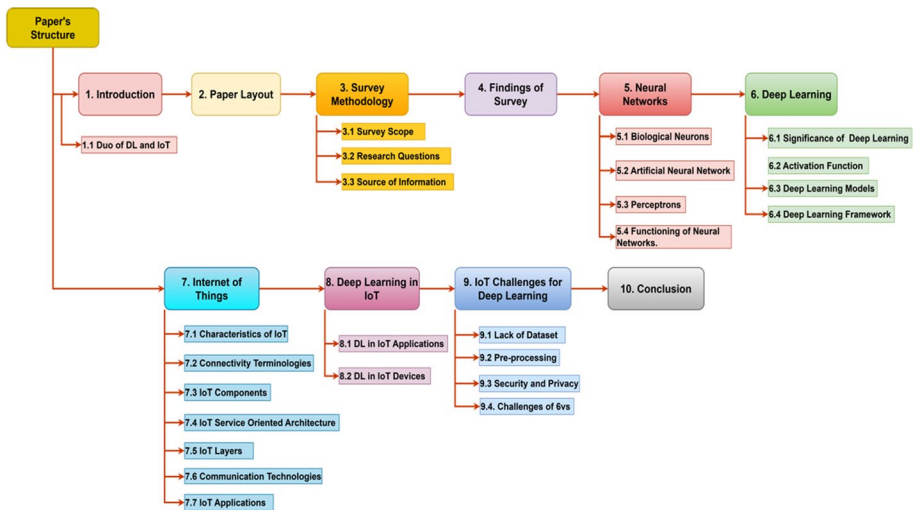 Paper's
Structure
1. Introduction
2. Paper Layout
3. Survey
Methodology
4. Findings of
Survey
5. Neural
Networks
6. Deep Learning
1.1 Duo of DL and IoT
3.1 Survey Scope
3.2 Research Questions
3.3 Source of Information
5.1 Biological Neurons
5.2 Artificial Neural Network
5.3 Perceptrons
5.4 Functioning of Neural
Networks.
6.1 Significance of Deep Learning
6.2 Activation Function
6.3 Deep Learning Models
6.4 Deep Learning Framework
7. Internet of
Things
8. Deep Learning in
IoT
9. IoT Challenges for
Deep Learning
10. Conclusion
7.1 Characteristics of IoT
7.2 Connectivity Terminologies
7.3 IoT Components
7.4 IoT Service Oriented Architecture
7.5 IoT Layers
7.6 Communication Technologies
7.7 IoT Applications
8.1 DL in IoT Applications
8.2 DL in IoT Devices
9.1 Lack of Dataset
9.2 Pre-processing
9.3 Security and Privacy
9.4. Challenges of 6vs